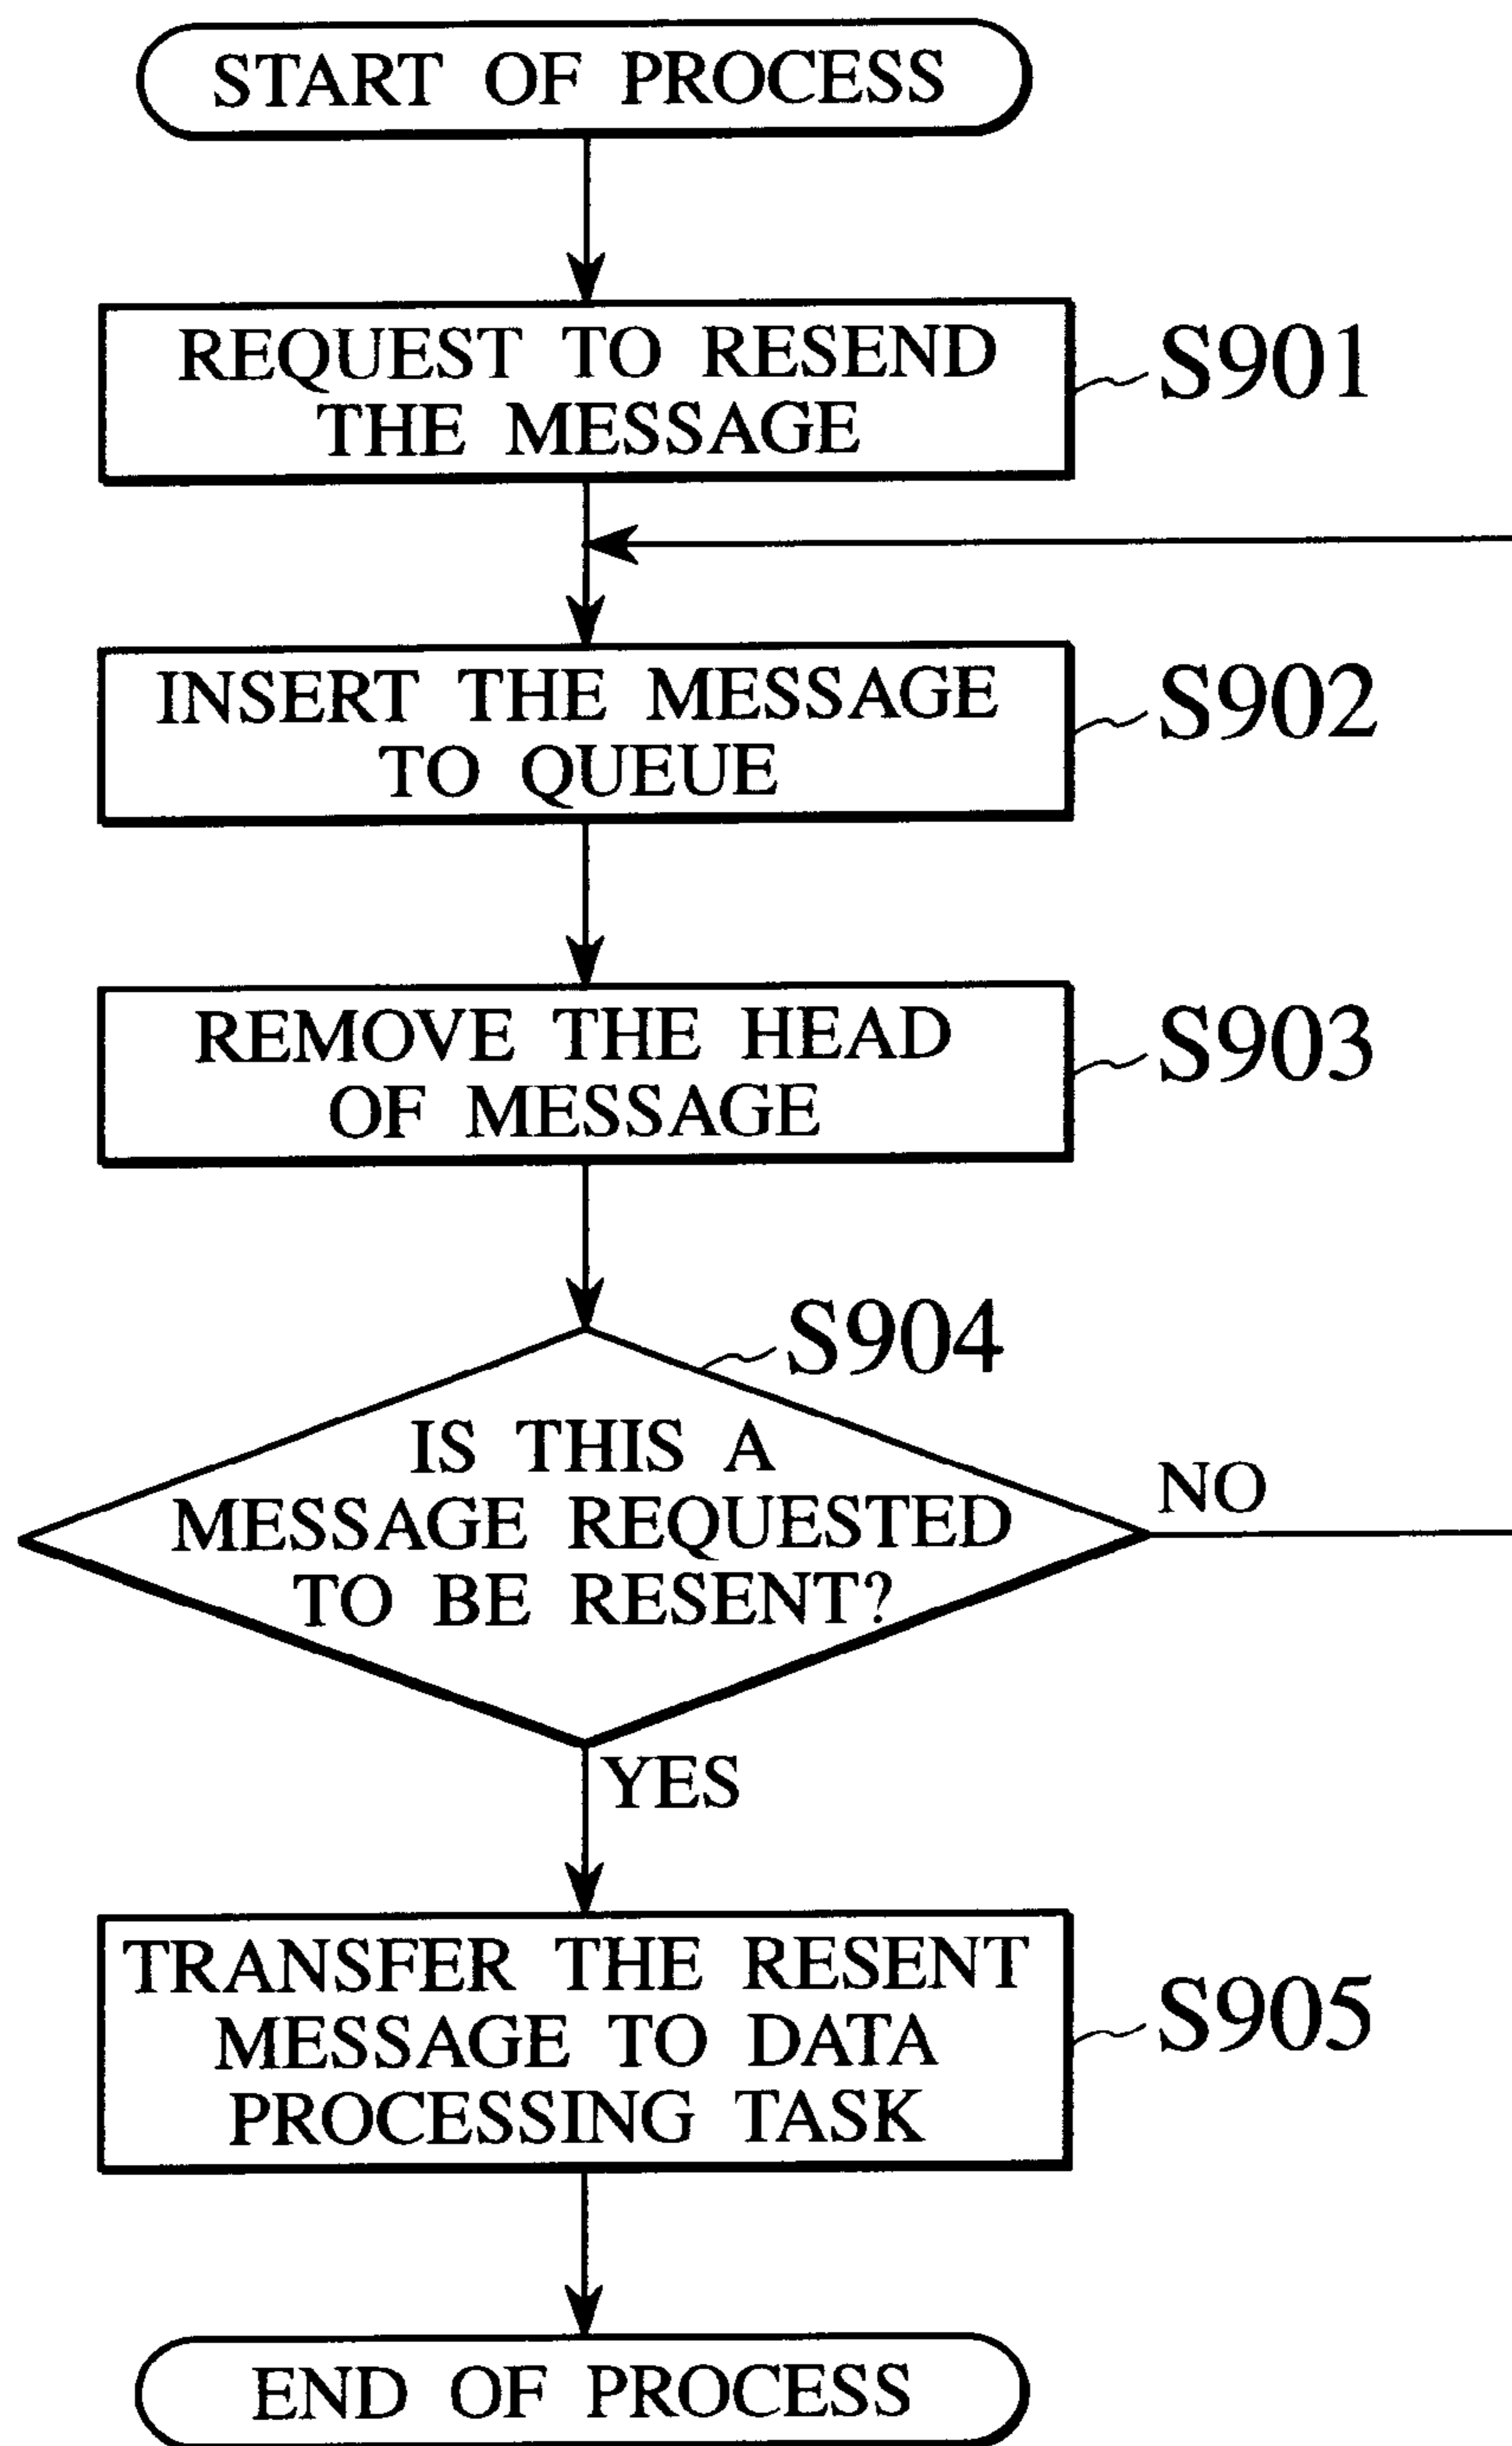 START OF PROCESS
REQUEST TO RESEND
THE MESSAGE
S901
INSERT THE MESSAGE
TO QUEUE
S902
REMOVE THE HEAD
OF MESSAGE
S903
S904
IS THIS A
MESSAGE REQUESTED
TO BE RESENT?
NO
YES
TRANSFER THE RESENT
MESSAGE TO DATA
PROCESSING TASK
S905
END OF PROCESS